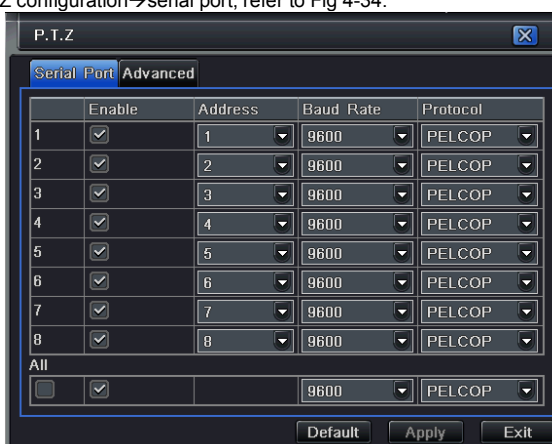 Z configuration→serial port, refer to Fig 4-34:
P.T.Z
Serial Port Advanced
Enable Address Baud Rate Protocol
1 1 9600 PELCOP
2 2 9600 PELCOP
3 3 9600 PELCOP
4 4 9600 PELCOP
5 5 9600 PELCOP
6 6 9600 PELCOP
7 7 9600 PELCOP
8 8 9600 PELCOP
All
9600 PELCOP
Default Apply Exit